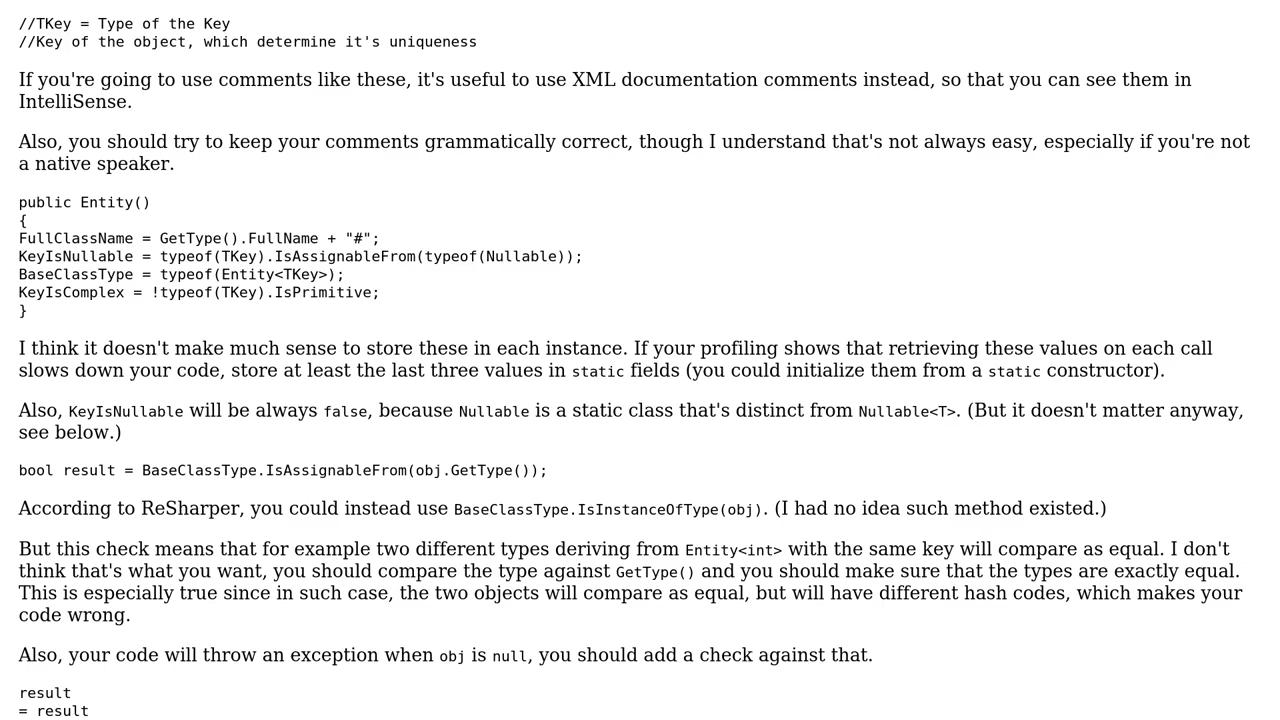 //TKey = Type of the Key
//Key of the object, which determine it's uniqueness
If you're going to use comments like these, it's useful to use XML documentation comments instead, so that you can see them in
IntelliSense.
Also, you should try to keep your comments grammatically correct, though I understand that's not always easy, especially if you're not
a native speaker.
public Entity()
{
FullClassName = GetType().FullName + "#";
KeyIsNullable = typeof(TKey).IsAssignableFrom(typeof(Nullable));
BaseClassType = typeof(Entity<TKey>);
KeyIsComplex = !typeof(TKey).IsPrimitive;
}
I think it doesn't make much sense to store these in each instance. If your profiling shows that retrieving these values on each call
slows down your code, store at least the last three values in static fields (you could initialize them from a static constructor).
Also, KeyIsNullable will be always false, because Nullable is a static class that's distinct from Nullable<T>. (But it doesn't matter anyway,
see below.)
bool result = BaseClassType.IsAssignableFrom(obj.GetType());
According to ReSharper, you could instead use BaseClassType.IsInstanceOfType(obj). (I had no idea such method existed.)
But this check means that for example two different types deriving from Entity<int> with the same key will compare as equal. I don't
think that's what you want, you should compare the type against GetType() and you should make sure that the types are exactly equal.
This is especially true since in such case, the two objects will compare as equal, but will have different hash codes, which makes your
code wrong.
Also, your code will throw an exception when obj is null, you should add a check against that.
result
= result